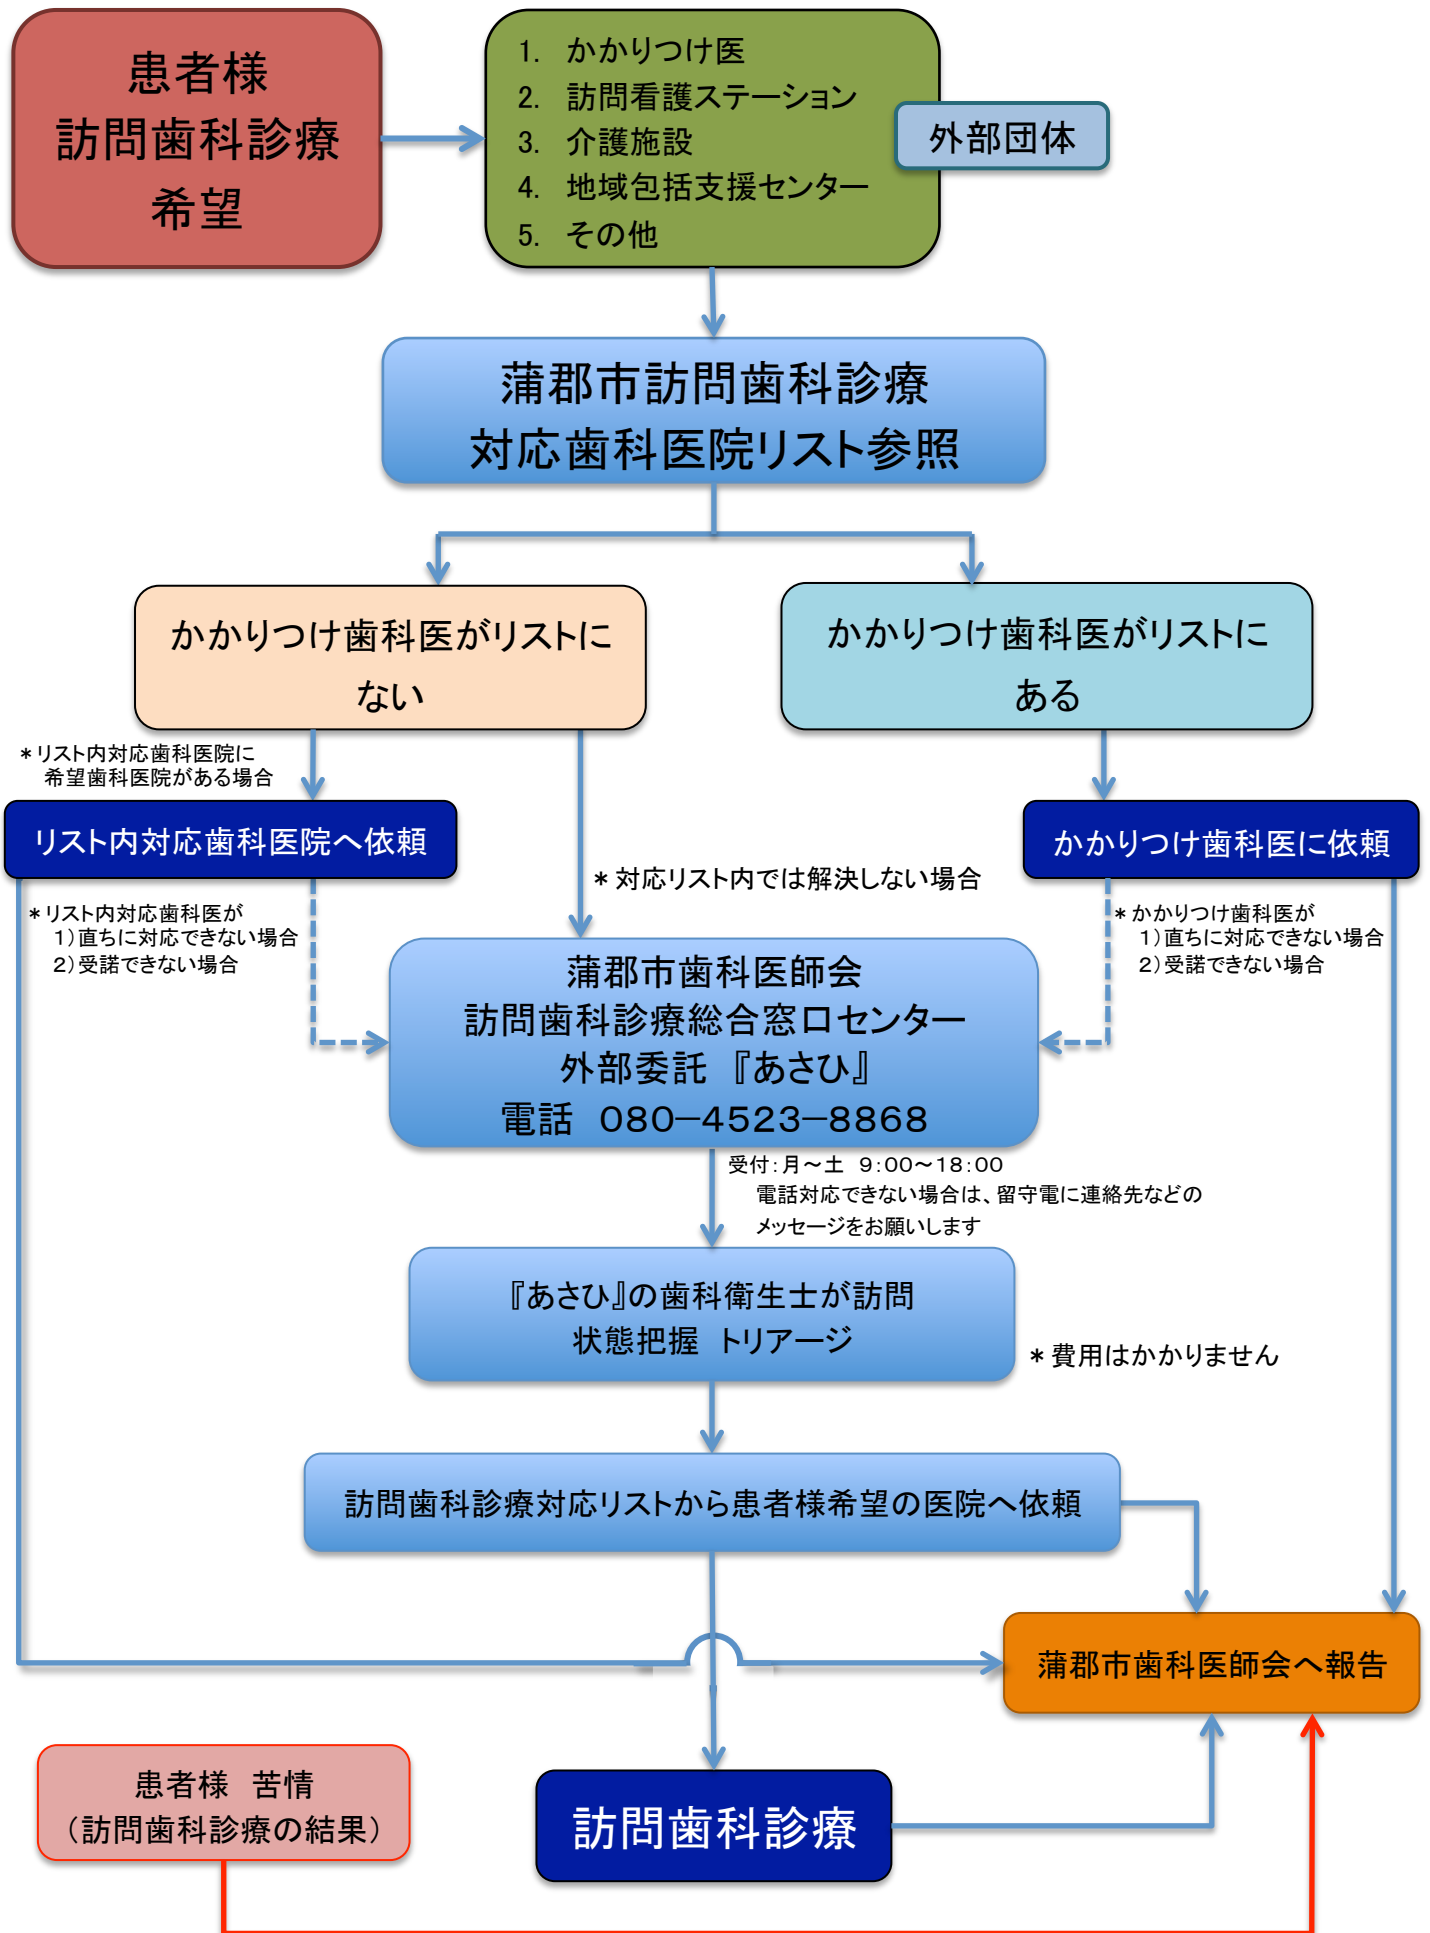 患者様
訪問歯科診療
希望
1. かかりつけ医
2. 訪問看護ステーション
3. 介護施設
4. 地域包括支援センター
5. その他
外部団体
蒲郡市訪問歯科診療
対応歯科医院リスト参照
かかりつけ歯科医がリストに
ない
かかりつけ歯科医がリストに
ある
＊リスト内対応歯科医院に
希望歯科医院がある場合
リスト内対応歯科医院へ依頼
かかりつけ歯科医に依頼
＊対応リスト内では解決しない場合
＊リスト内対応歯科医が
１）直ちに対応できない場合
２）受諾できない場合
＊かかりつけ歯科医が
１）直ちに対応できない場合
２）受諾できない場合
蒲郡市歯科医師会
訪問歯科診療総合窓口センター
外部委託　『あさひ』
電話　０８０−４５２３−８８６８
受付：月〜土　９：００〜１８：００
電話対応できない場合は、留守電に連絡先などの
メッセージをお願いします
『あさひ』の歯科衛生士が訪問
状態把握　トリアージ
＊費用はかかりません
訪問歯科診療対応リストから患者様希望の医院へ依頼
蒲郡市歯科医師会へ報告
患者様　苦情
（訪問歯科診療の結果）
訪問歯科診療